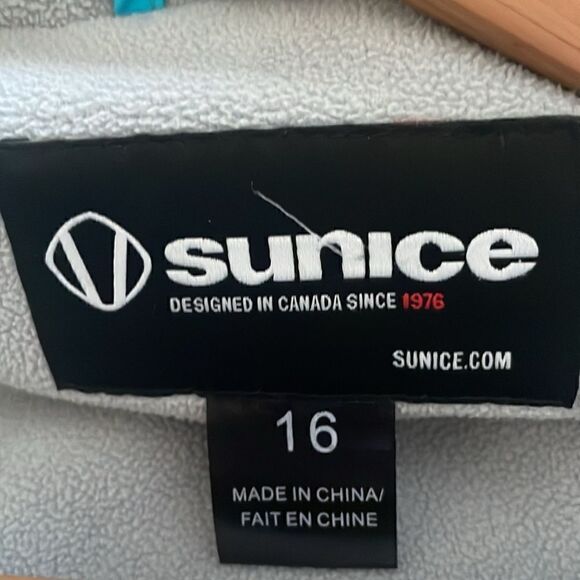 sunice
DESIGNED IN CANADA SINCE 1976
SUNICE.COM
16
MADE IN CHINA/
FAIT EN CHINE